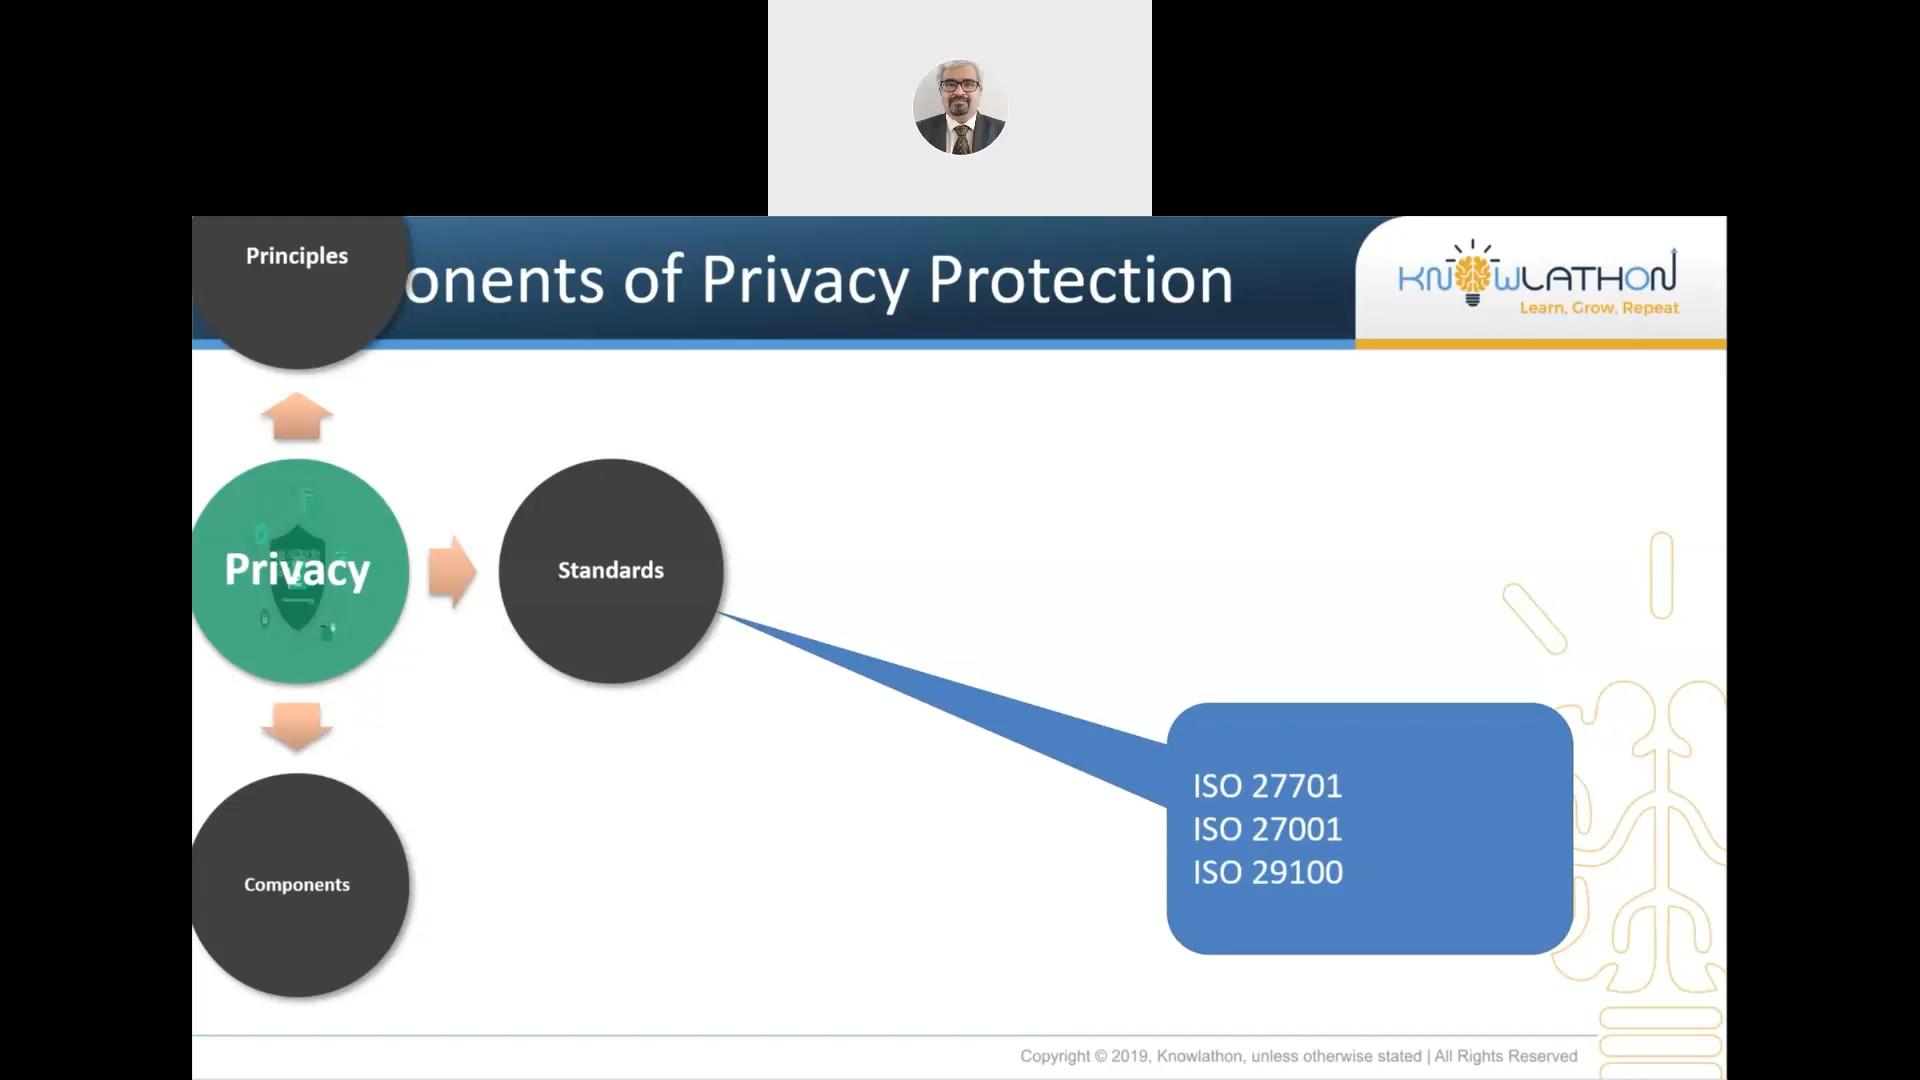 Principles
onents of Privacy Protection
KNOWLATHON
Learn, Grow, Repeat
Privacy
Standards
ISO 27701
ISO 27001
ISO 29100
Components
Copyright © 2019, Knowlathon, unless otherwise stated | All Rights Reserved